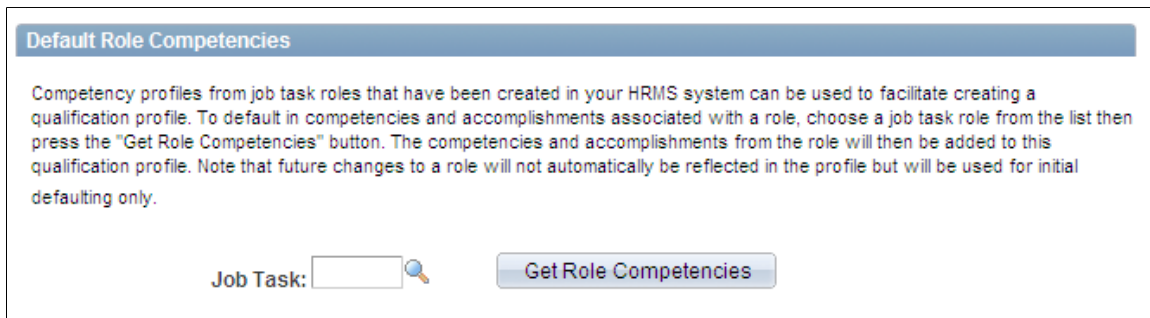 Default Role Competencies
Competency profiles from job task roles that have been created in your HRMS system can be used to facilitate creating a
qualification profile. To default in competencies and accomplishments associated with a role, choose a job task role from the list then
press the "Get Role Competencies" button. The competencies and accomplishments from the role will then be added to this
qualification profile. Note that future changes to a role will not automatically be reflected in the profile but will be used for initial
defaulting only.
Job Task: Get Role Competencies